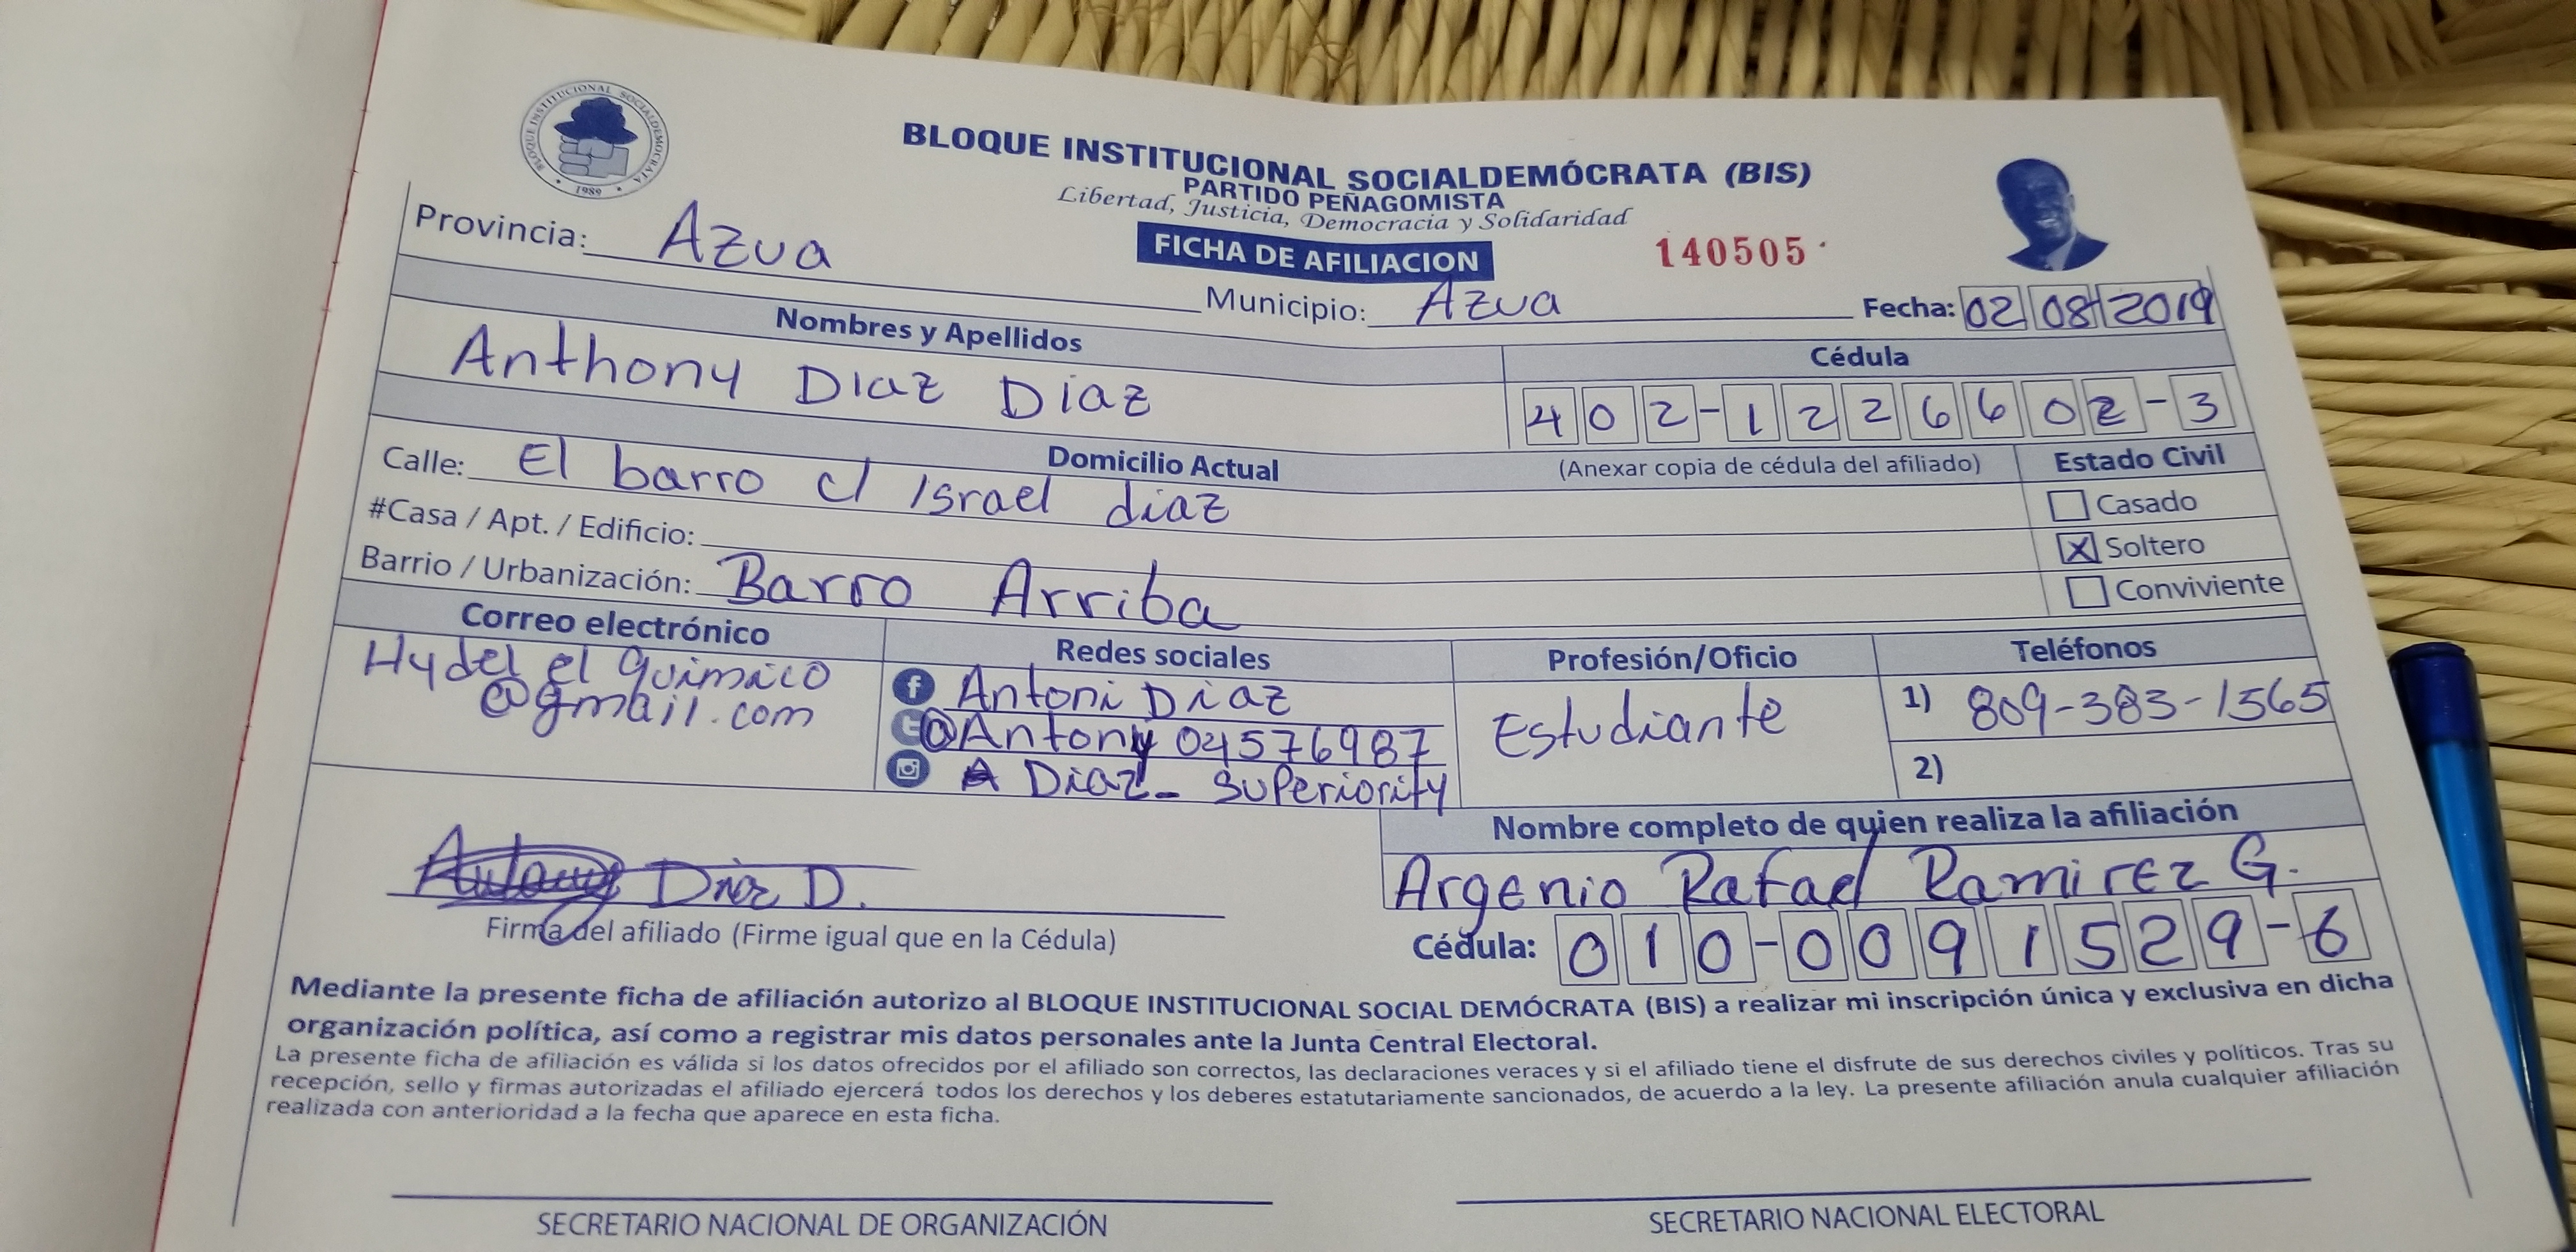 BLOQUE INSTITUCIONAL SOCIALDEMOCRATA
1989
BLOQUE INSTITUCIONAL SOCIALDEMÓCRATA (BIS)
PARTIDO PEÑAGOMISTA
Libertad, Justicia, Democracia y Solidaridad
FICHA DE AFILIACION
140505
Provincia: Azua
Municipio: Azua
Fecha: 02 08 2019
Nombres y Apellidos
Anthony Diaz Diaz
Cédula
402-1226602-3
Domicilio Actual
(Anexar copia de cédula del afiliado)
Calle: El barro c/ Israel diaz
#Casa / Apt. / Edificio:
Barrio / Urbanización: Barro Arriba
Estado Civil
Casado
X Soltero
Conviviente
Correo electrónico
Hydel el quimico
@gmail.com
Redes sociales
Antoni Diaz
@Antony 04576987
A Diaz_ superiority
Profesión/Oficio
Estudiante
Teléfonos
1) 809-383-1565
2)
Nombre completo de quien realiza la afiliación
Argenio Rafael Ramirez G.
Cédula: 010-0091529-6
Antony Diaz D.
Firma del afiliado (Firme igual que en la Cédula)
Mediante la presente ficha de afiliación autorizo al BLOQUE INSTITUCIONAL SOCIAL DEMÓCRATA (BIS) a realizar mi inscripción única y exclusiva en dicha
organización política, así como a registrar mis datos personales ante la Junta Central Electoral.
La presente ficha de afiliación es válida si los datos ofrecidos por el afiliado son correctos, las declaraciones veraces y si el afiliado tiene el disfrute de sus derechos civiles y políticos. Tras su
recepción, sello y firmas autorizadas el afiliado ejercerá todos los derechos y los deberes estatutariamente sancionados, de acuerdo a la ley. La presente afiliación anula cualquier afiliación
realizada con anterioridad a la fecha que aparece en esta ficha.
SECRETARIO NACIONAL DE ORGANIZACIÓN
SECRETARIO NACIONAL ELECTORAL